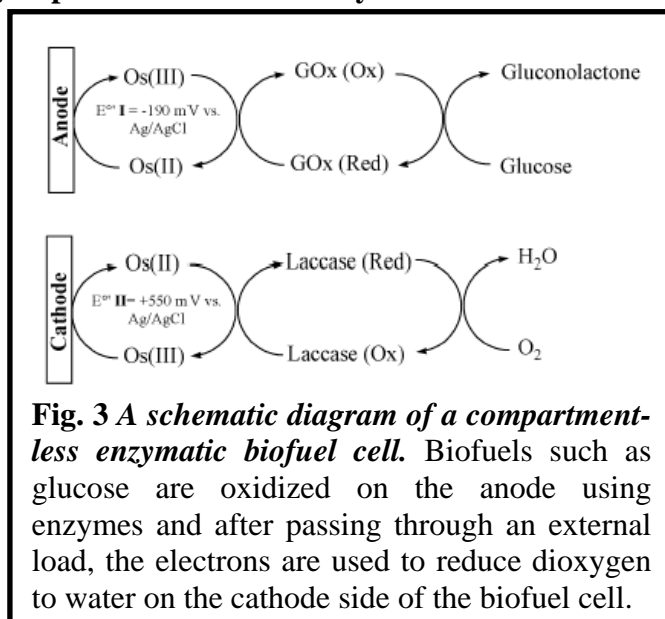 Anode
Os(III)
GOx (Ox)
Gluconolactone
E°' I = -190 mV vs.
Ag/AgCl
Os(II)
GOx (Red)
Glucose
Cathode
Os(II)
Laccase (Red)
H₂O
E°' II= +550 mV vs.
Ag/AgCl
Os(III)
Laccase (Ox)
O₂
Fig. 3 A schematic diagram of a compartment-
less enzymatic biofuel cell. Biofuels such as
glucose are oxidized on the anode using
enzymes and after passing through an external
load, the electrons are used to reduce dioxygen
to water on the cathode side of the biofuel cell.